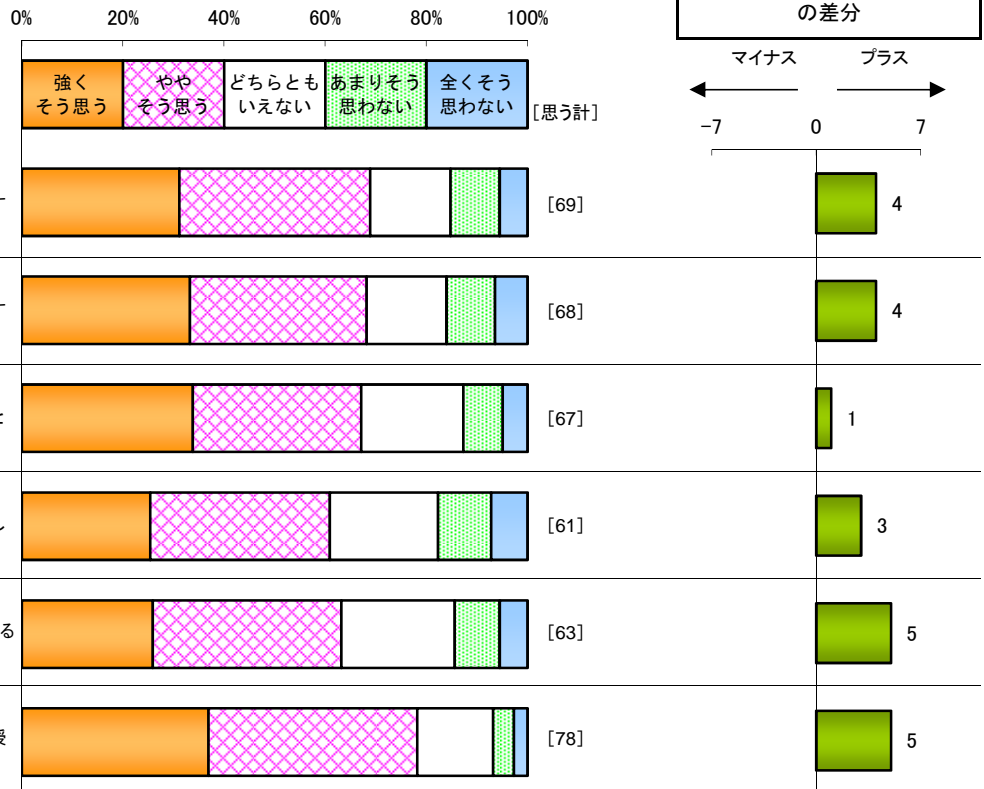 の差分
0% 20% 40% 60% 80% 100%
マイナス プラス
強く
そう思う
やや
そう思う
どちらとも
いえない
あまりそう
思わない
全くそう
思わない
[思う計]
-7 0 7
[69] 4
[68] 4
[67] 1
[61] 3
る [63] 5
[78] 5